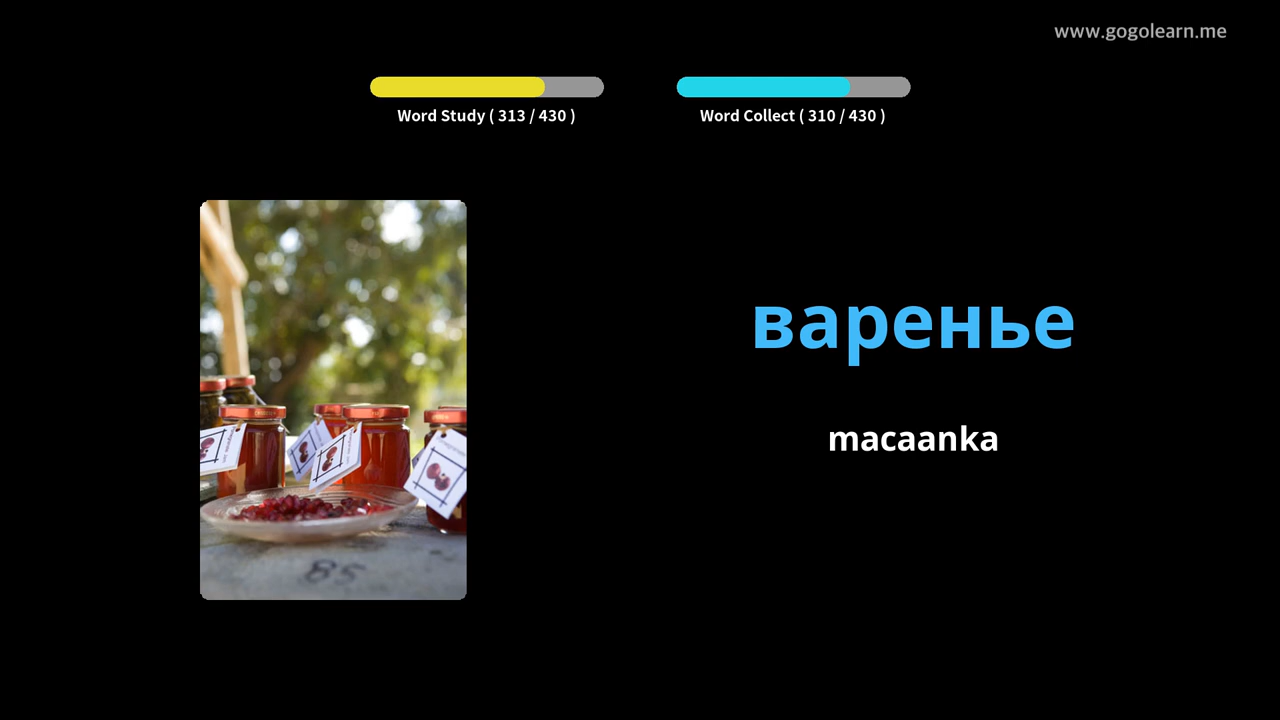 www.gogolearn.me
Word Study ( 313 / 430 )
Word Collect ( 310 / 430 )
варенье
macaanka
85